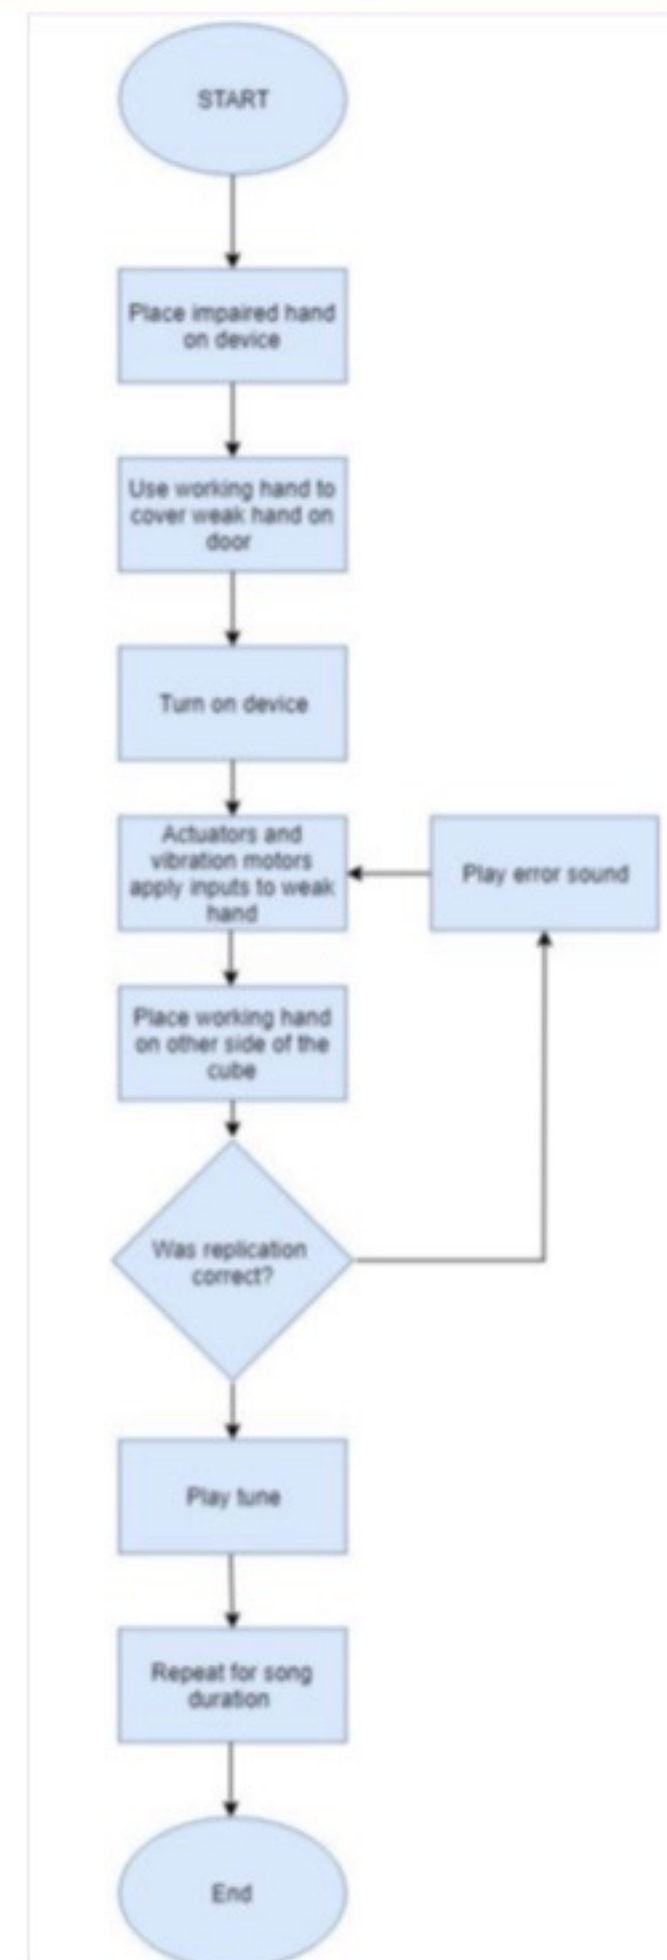 START
Place impaired hand
on device
Use working hand to
cover weak hand on
door
Turn on device
Actuators and
vibration motors
apply inputs to weak
hand
Play error sound
Place working hand
on other side of the
cube
Was replication
correct?
Play tune
Repeat for song
duration
End